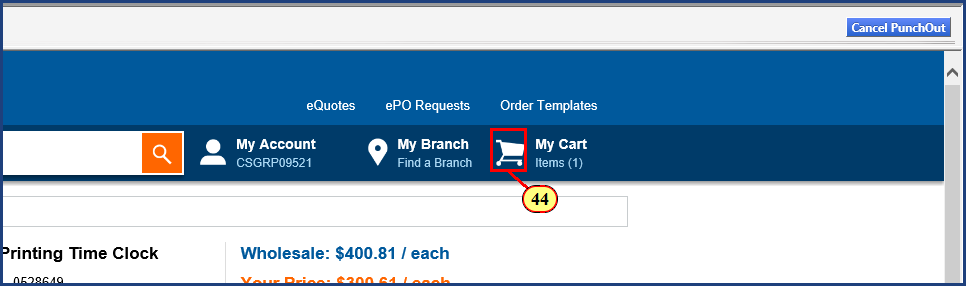 Cancel PunchOut
eQuotes ePO Requests Order Templates
My Account My Branch My Cart
CSGRP09521 Find a Branch Items (1)
44
Printing Time Clock Wholesale: $400.81 / each
0528649 Your Price: $300.61 / each